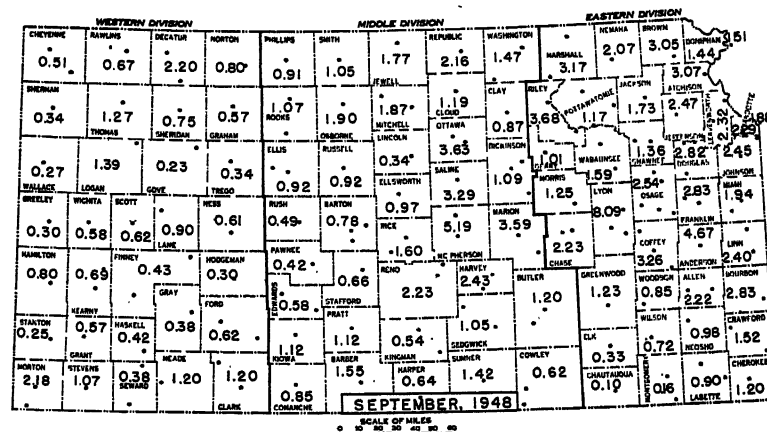 WESTERN DIVISION MIDDLE DIVISION EASTERN DIVISION
CHEYENNE RAWLINS DECATUR NORTON PHILLIPS SMITH JEWELL REPUBLIC WASHINGTON MARSHALL NEMAHA BROWN DONIPHAN
0.51 0.67 2.20 0.80 0.91 1.05 1.77 2.16 1.47 3.17 2.07 3.05 1.44
SHERMAN THOMAS SHERIDAN GRAHAM ROOKS OSBORNE MITCHELL CLOUD CLAY RILEY POTTAWATOMIE JACKSON ATCHISON
0.34 1.27 0.75 0.57 1.07 1.90 1.87 1.19 0.87 3.68 1.17 1.73 3.07 2.47
WALLACE LOGAN GOVE TREGO ELLIS RUSSELL LINCOLN OTTAWA DICKINSON GEARY WABAUNSEE SHAWNEE JEFFERSON DOUGLAS JOHNSON
0.27 1.39 0.23 0.34 0.92 0.92 0.34 3.63 1.09 1.01 1.59 1.36 2.82 2.45 2.32
ELLSWORTH SALINE MORRIS LYON OSAGE FRANKLIN MIAMI
0.97 3.29 1.25 8.09 2.54 2.83 1.94
GREELEY WICHITA SCOTT LANE NESS RUSH BARTON RICE MC PHERSON MARION CHASE COFFEY ANDERSON LINN
0.30 0.58 0.62 0.90 0.61 0.49 0.78 1.60 5.19 3.59 2.23 3.26 4.67 2.40
HAMILTON KEARNY FINNEY HODGEMAN PAWNEE STAFFORD RENO HARVEY BUTLER GREENWOOD WOODSON ALLEN BOURBON
0.80 0.69 0.43 0.30 0.42 0.66 2.23 2.43 1.20 1.23 0.85 2.22 2.83
STANTON GRANT HASKELL GRAY FORD EDWARDS PRATT KINGMAN SEDGWICK ELK WILSON NEOSHO CRAWFORD
0.25 0.57 0.42 0.38 0.62 0.58 1.12 0.54 1.05 0.33 0.72 0.98 1.52
MORTON STEVENS SEWARD MEADE CLARK KIOWA COMANCHE BARBER HARPER SUMNER COWLEY CHAUTAUQUA MONTGOMERY LABETTE CHEROKEE
2.18 1.07 0.38 1.20 1.20 1.12 0.85 1.55 0.64 1.42 0.62 0.10 0.16 0.90 1.20
SEPTEMBER, 1948
SCALE OF MILES
0 10 20 30 40 50 60